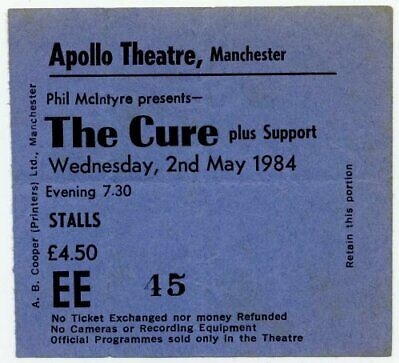 Apollo Theatre, Manchester
Phil McIntyre presents—
The Cure plus Support
Wednesday, 2nd May 1984
Evening 7.30
STALLS
£4.50
EE 45
No Ticket Exchanged nor money Refunded
No Cameras or Recording Equipment
Official Programmes sold only in the Theatre
A. B. Cooper (Printers) Ltd., Manchester
Retain this portion